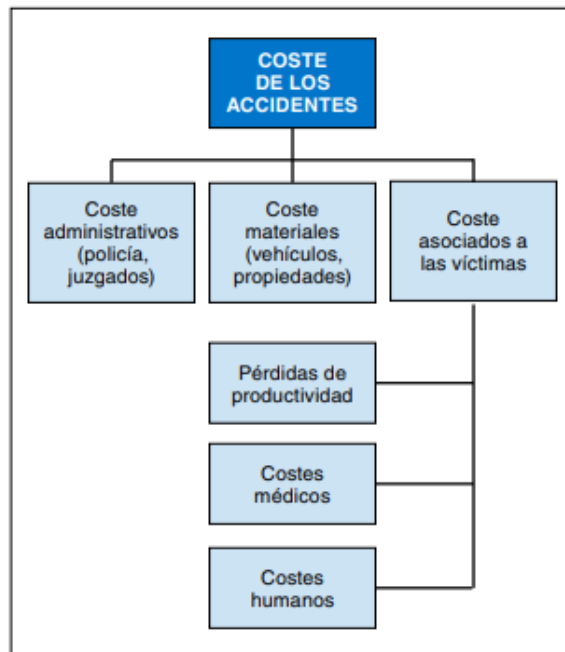 COSTE
DE LOS
ACCIDENTES
Coste
administrativos
(policía,
juzgados)
Coste
materiales
(vehículos,
propiedades)
Coste
asociados a
las víctimas
Pérdidas de
productividad
Costes
médicos
Costes
humanos